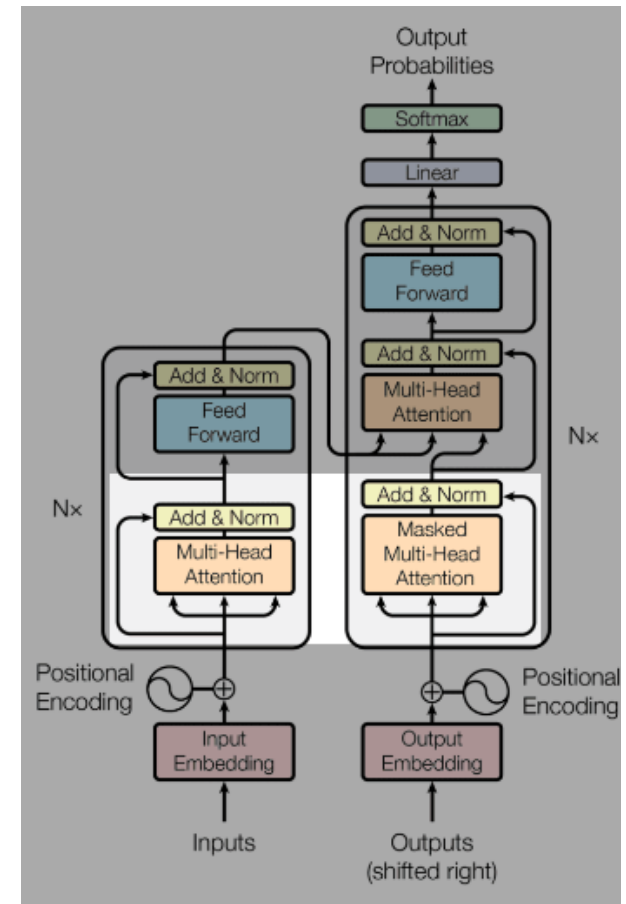 Output
Probabilities
Softmax
Linear
Add & Norm
Feed
Forward
Add & Norm
Multi-Head
Attention
Nx
Add & Norm
Masked
Multi-Head
Attention
Add & Norm
Feed
Forward
Nx
Add & Norm
Multi-Head
Attention
Positional
Encoding
Positional
Encoding
Input
Embedding
Output
Embedding
Inputs
Outputs
(shifted right)